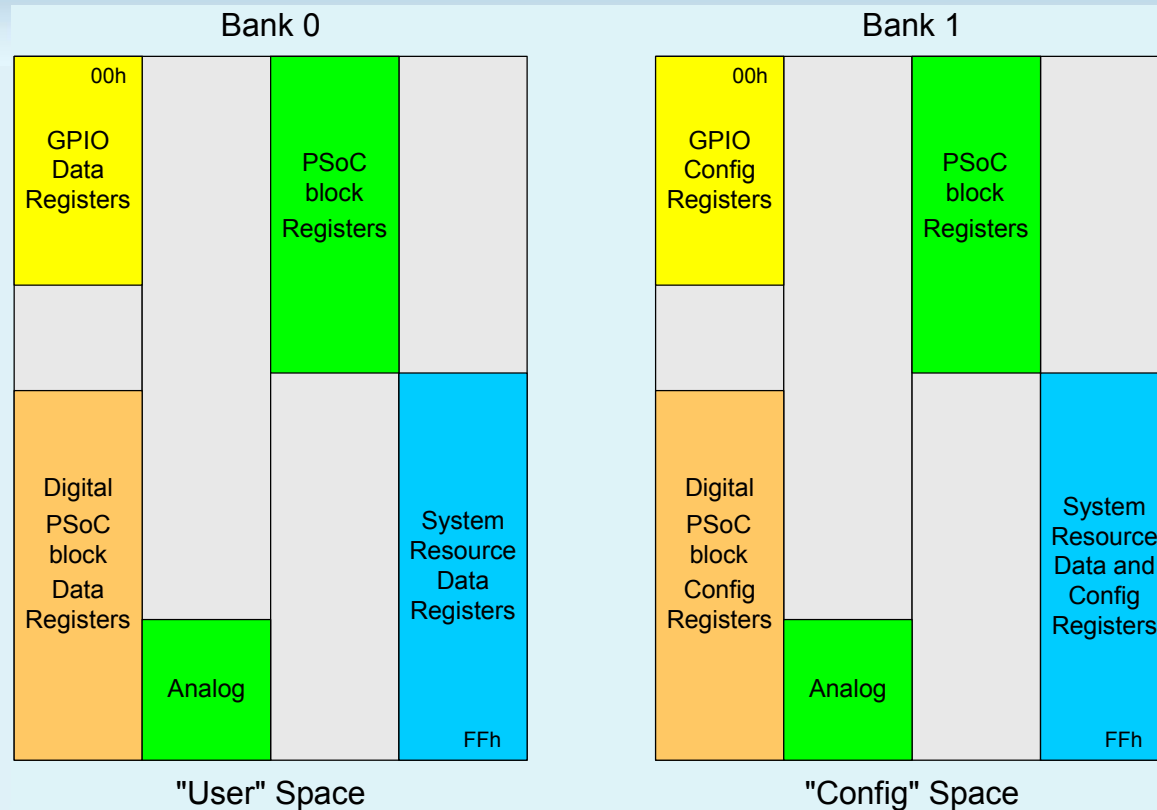 Bank 0
00h
GPIO
Data
Registers
PSoC
block
Registers
Digital
PSoC
block
Data
Registers
Analog
System
Resource
Data
Registers
FFh
"User" Space
Bank 1
00h
GPIO
Config
Registers
PSoC
block
Registers
Digital
PSoC
block
Config
Registers
Analog
System
Resource
Data and
Config
Registers
FFh
"Config" Space